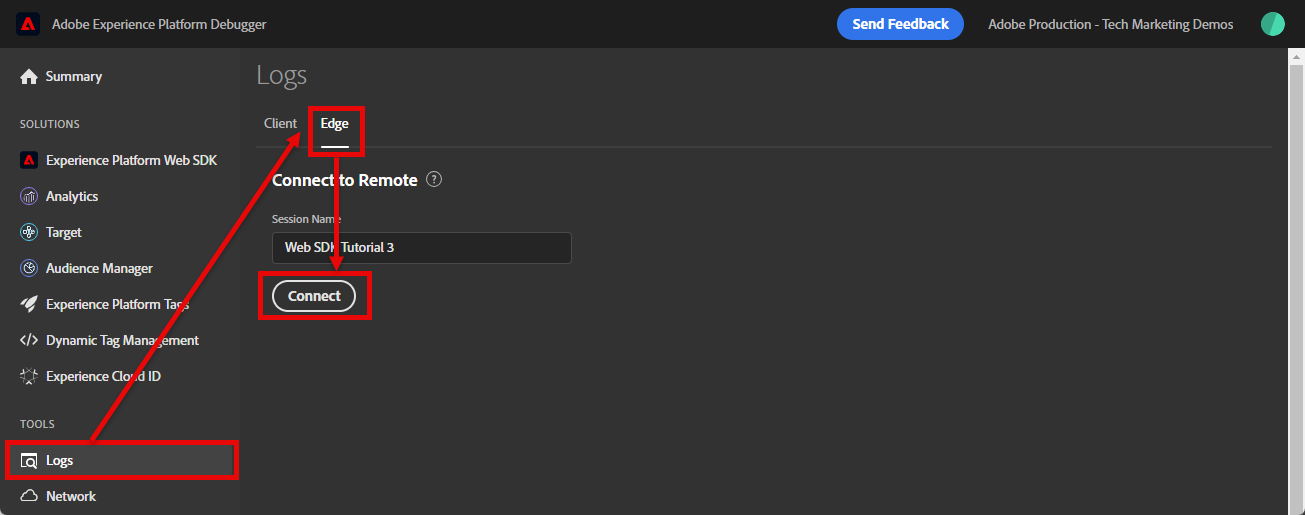 Adobe Experience Platform Debugger
Send Feedback
Adobe Production - Tech Marketing Demos
Summary
SOLUTIONS
Experience Platform Web SDK
Analytics
Target
Audience Manager
Experience Platform Tags
Dynamic Tag Management
Experience Cloud ID
TOOLS
Logs
Network
Logs
Client Edge
Connect to Remote ?
Session Name
Web SDK Tutorial 3
Connect